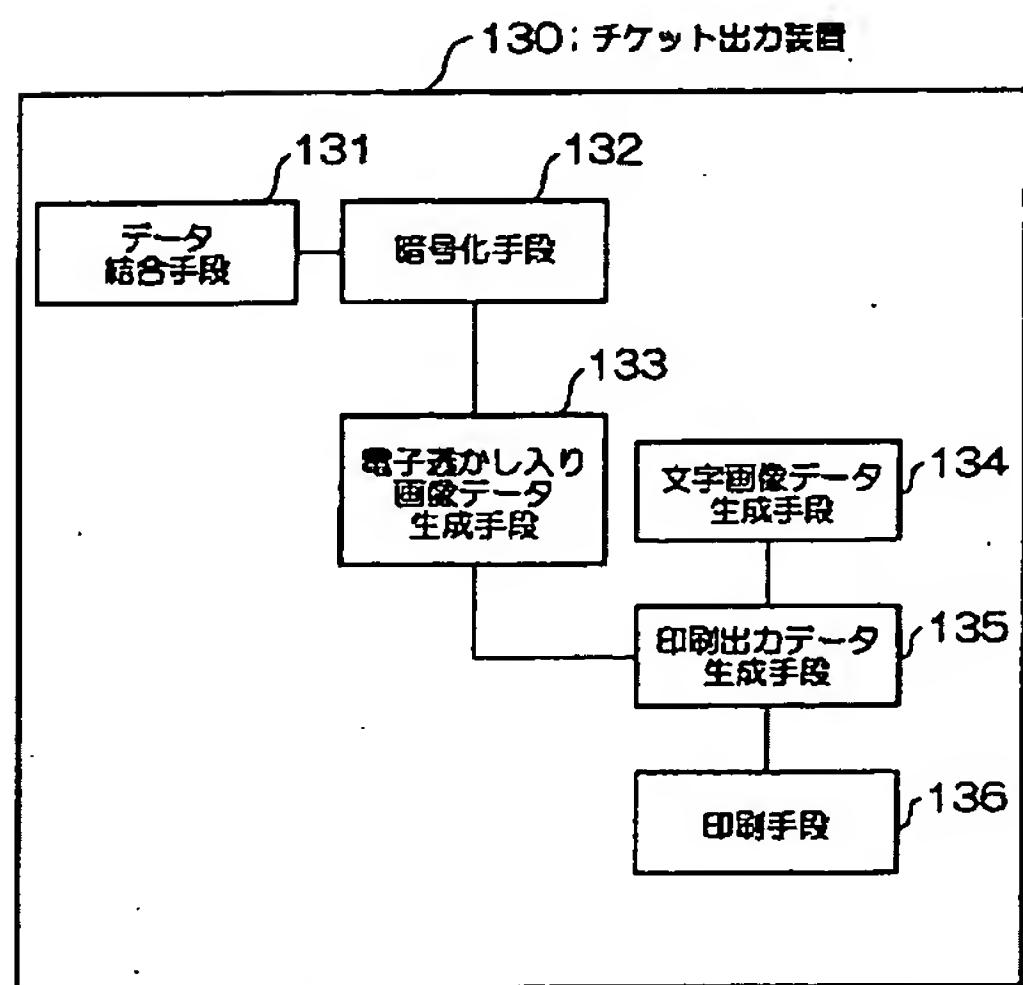 130; チケット出力装置
131
132
データ
結合手段
暗号化手段
133
電子透かし入り
画像データ
生成手段
文字画像データ
生成手段
134
印刷出力データ
生成手段
135
印刷手段
136